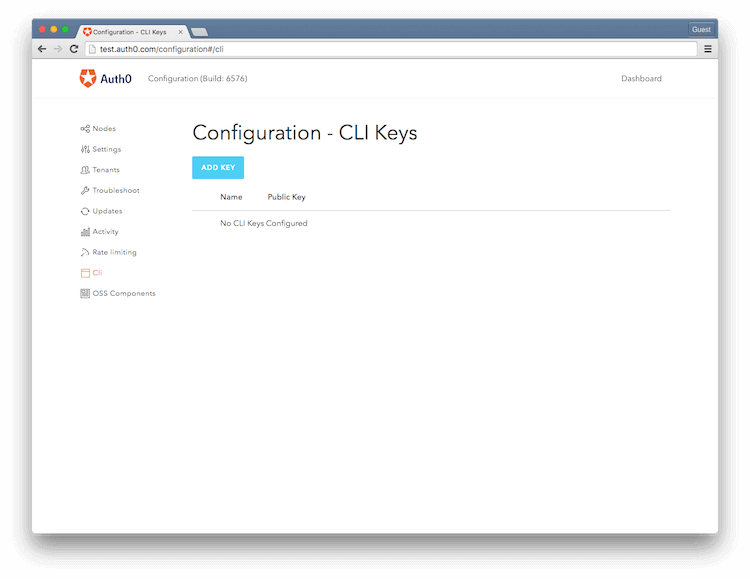 Configuration - CLI Keys
Guest
test.auth0.com/configuration#/cli
Auth0 Configuration (Build: 6576) Dashboard
Nodes
Settings
Tenants
Troubleshoot
Updates
Activity
Rate limiting
Cli
OSS Components
Configuration - CLI Keys
ADD KEY
Name Public Key
No CLI Keys Configured